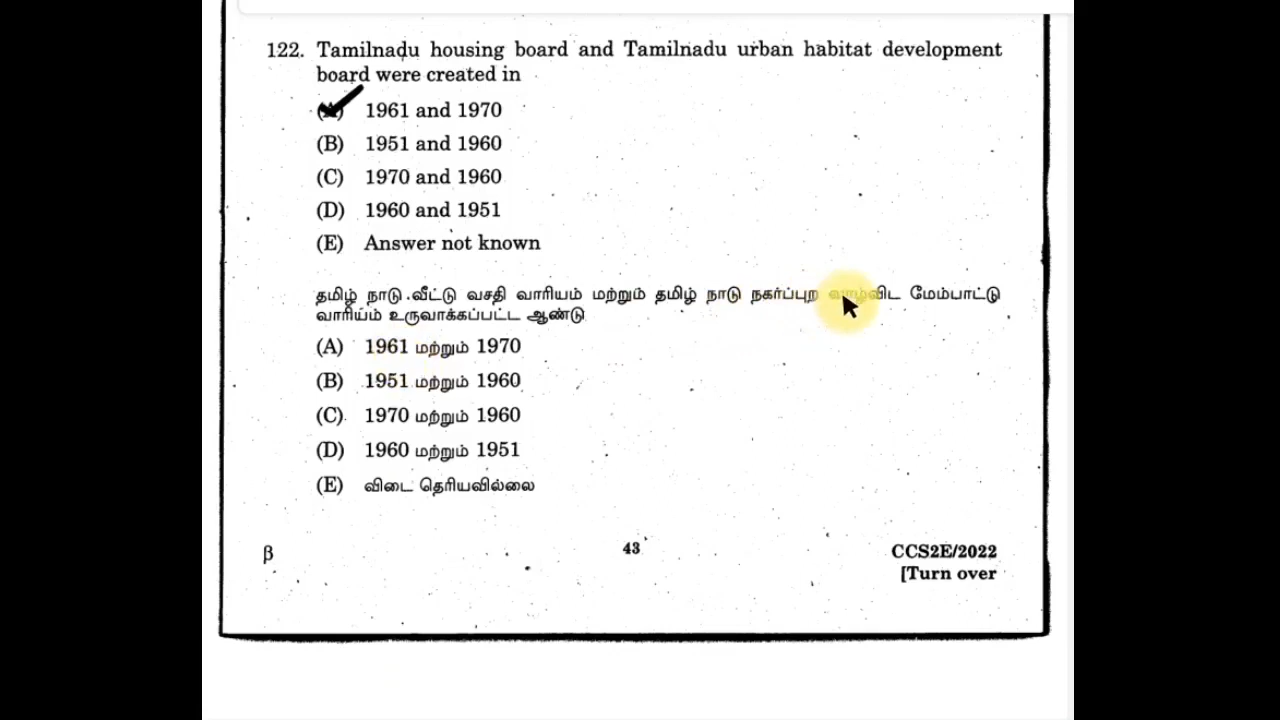 122. Tamilnadu housing board and Tamilnadu urban habitat development
board were created in
(A) 1961 and 1970
(B) 1951 and 1960
(C) 1970 and 1960
(D) 1960 and 1951
(E) Answer not known
தமிழ் நாடு வீட்டு வசதி வாரியம் மற்றும் தமிழ் நாடு நகர்ப்புற வாழ்விட மேம்பாட்டு
வாரியம் உருவாக்கப்பட்ட ஆண்டு
(A) 1961 மற்றும் 1970
(B) 1951 மற்றும் 1960
(C) 1970 மற்றும் 1960
(D) 1960 மற்றும் 1951
(E) விடை தெரியவில்லை
β 43 CCS2E/2022
[Turn over